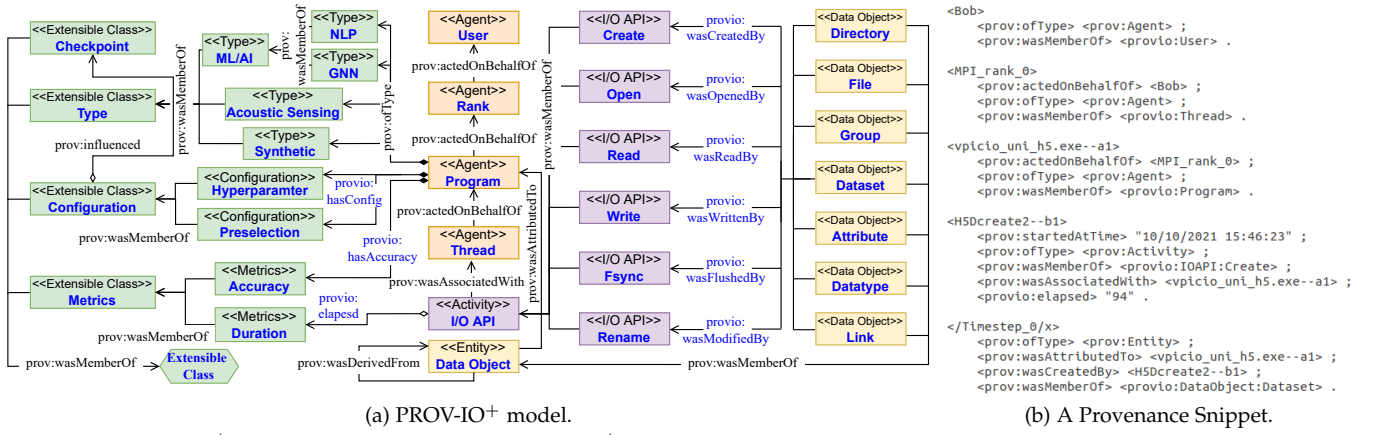 <<Extensible Class>>
Checkpoint
<<Extensible Class>>
Type
prov:influenced
<<Extensible Class>>
Configuration
prov:wasMemberOf
<<Extensible Class>>
Metrics
prov:wasMemberOf
prov:wasMemberOf
Extensible
Class
prov:wasMemberOf
<<Type>>
ML/AI
prov:
wasMemberOf
<<Type>>
NLP
<<Type>>
GNN
<<Type>>
Acoustic Sensing
<<Type>>
Synthetic
prov:ofType
<<Configuration>>
Hyperparamter
<<Configuration>>
Preselection
provio:
hasConfig
provio:
hasAccuracy
<<Metrics>>
Accuracy
<<Metrics>>
Duration
provio:
elapesd
<<Agent>>
User
prov:actedOnBehalfOf
<<Agent>>
Rank
prov:actedOnBehalfOf
<<Agent>>
Program
prov:actedOnBehalfOf
<<Agent>>
Thread
prov:wasAssociatedWith
<<Activity>>
I/O API
<<Entity>>
Data Object
prov:wasDerivedFrom
prov:wasAttributedTo
prov:wasMemberOf
<<I/O API>>
Create
<<I/O API>>
Open
<<I/O API>>
Read
<<I/O API>>
Write
<<I/O API>>
Fsync
<<I/O API>>
Rename
provio:
wasCreatedBy
provio:
wasOpenedBy
provio:
wasReadBy
provio:
wasWrittenBy
provio:
wasFlushedBy
provio:
wasModifiedBy
<<Data Object>>
Directory
<<Data Object>>
File
<<Data Object>>
Group
<<Data Object>>
Dataset
<<Data Object>>
Attribute
<<Data Object>>
Datatype
<<Data Object>>
Link
prov:wasMemberOf
(a) PROV-IO+ model.
<Bob>
<prov:ofType> <prov:Agent> ;
<prov:wasMemberOf> <provio:User> .
<MPI_rank_0>
<prov:actedOnBehalfOf> <Bob> ;
<prov:ofType> <prov:Agent> ;
<prov:wasMemberOf> <provio:Thread> .
<vpicio_uni_h5.exe--a1>
<prov:actedOnBehalfOf> <MPI_rank_0> ;
<prov:ofType> <prov:Agent> ;
<prov:wasMemberOf> <provio:Program> .
<H5Dcreate2--b1>
<prov:startedAtTime> "10/10/2021 15:46:23" ;
<prov:ofType> <prov:Activity> ;
<prov:wasMemberOf> <provio:IOAPI:Create> ;
<prov:wasAssociatedWith> <vpicio_uni_h5.exe--a1> ;
<provio:elapsed> "94" .
</Timestep_0/x>
<prov:ofType> <prov:Entity> ;
<prov:wasAttributedTo> <vpicio_uni_h5.exe--a1> ;
<prov:wasCreatedBy> <H5Dcreate2--b1> ;
<prov:wasMemberOf> <provio:DataObject:Dataset> .
(b) A Provenance Snippet.